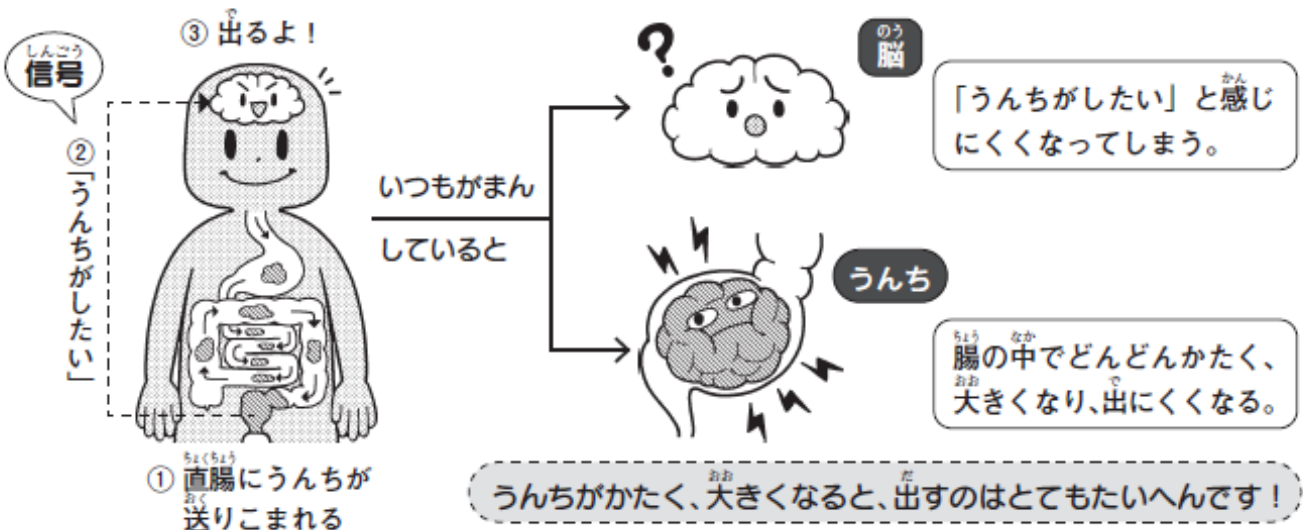 ③ 出るよ！
信号
②「うんちがしたい」
① 直腸にうんちが
送りこまれる
いつもがまん
していると
？
脳
「うんちがしたい」と感じ
にくくなってしまう。
うんち
腸の中でどんどんかたく、
大きくなり、出にくくなる。
うんちがかたく、大きくなると、出すのはとてもたいへんです！